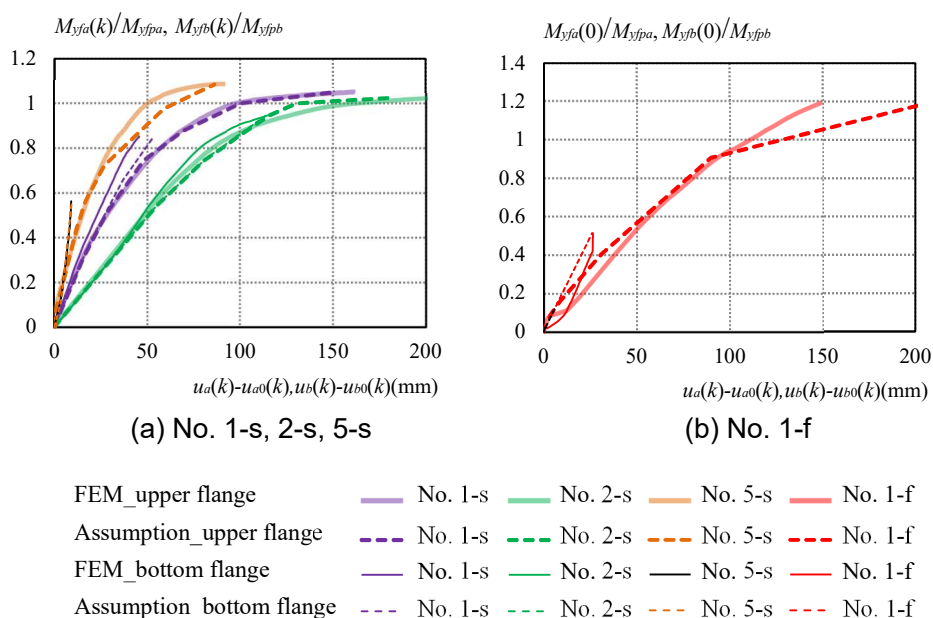 Myfa(k)/Myfpa, Myfb(k)/Myfpb
Myfa(0)/Myfpa, Myfb(0)/Myfpb
1.2
1
0.8
0.6
0.4
0.2
0
0 50 100 150 200
ua(k)-ua0(k),ub(k)-ub0(k)(mm)
(a) No. 1-s, 2-s, 5-s
1.4
1.2
1
0.8
0.6
0.4
0.2
0
0 50 100 150 200
ua(k)-ua0(k),ub(k)-ub0(k)(mm)
(b) No. 1-f
FEM_upper flange No. 1-s No. 2-s No. 5-s No. 1-f
Assumption_upper flange No. 1-s No. 2-s No. 5-s No. 1-f
FEM_bottom flange No. 1-s No. 2-s No. 5-s No. 1-f
Assumption_bottom flange No. 1-s No. 2-s No. 5-s No. 1-f